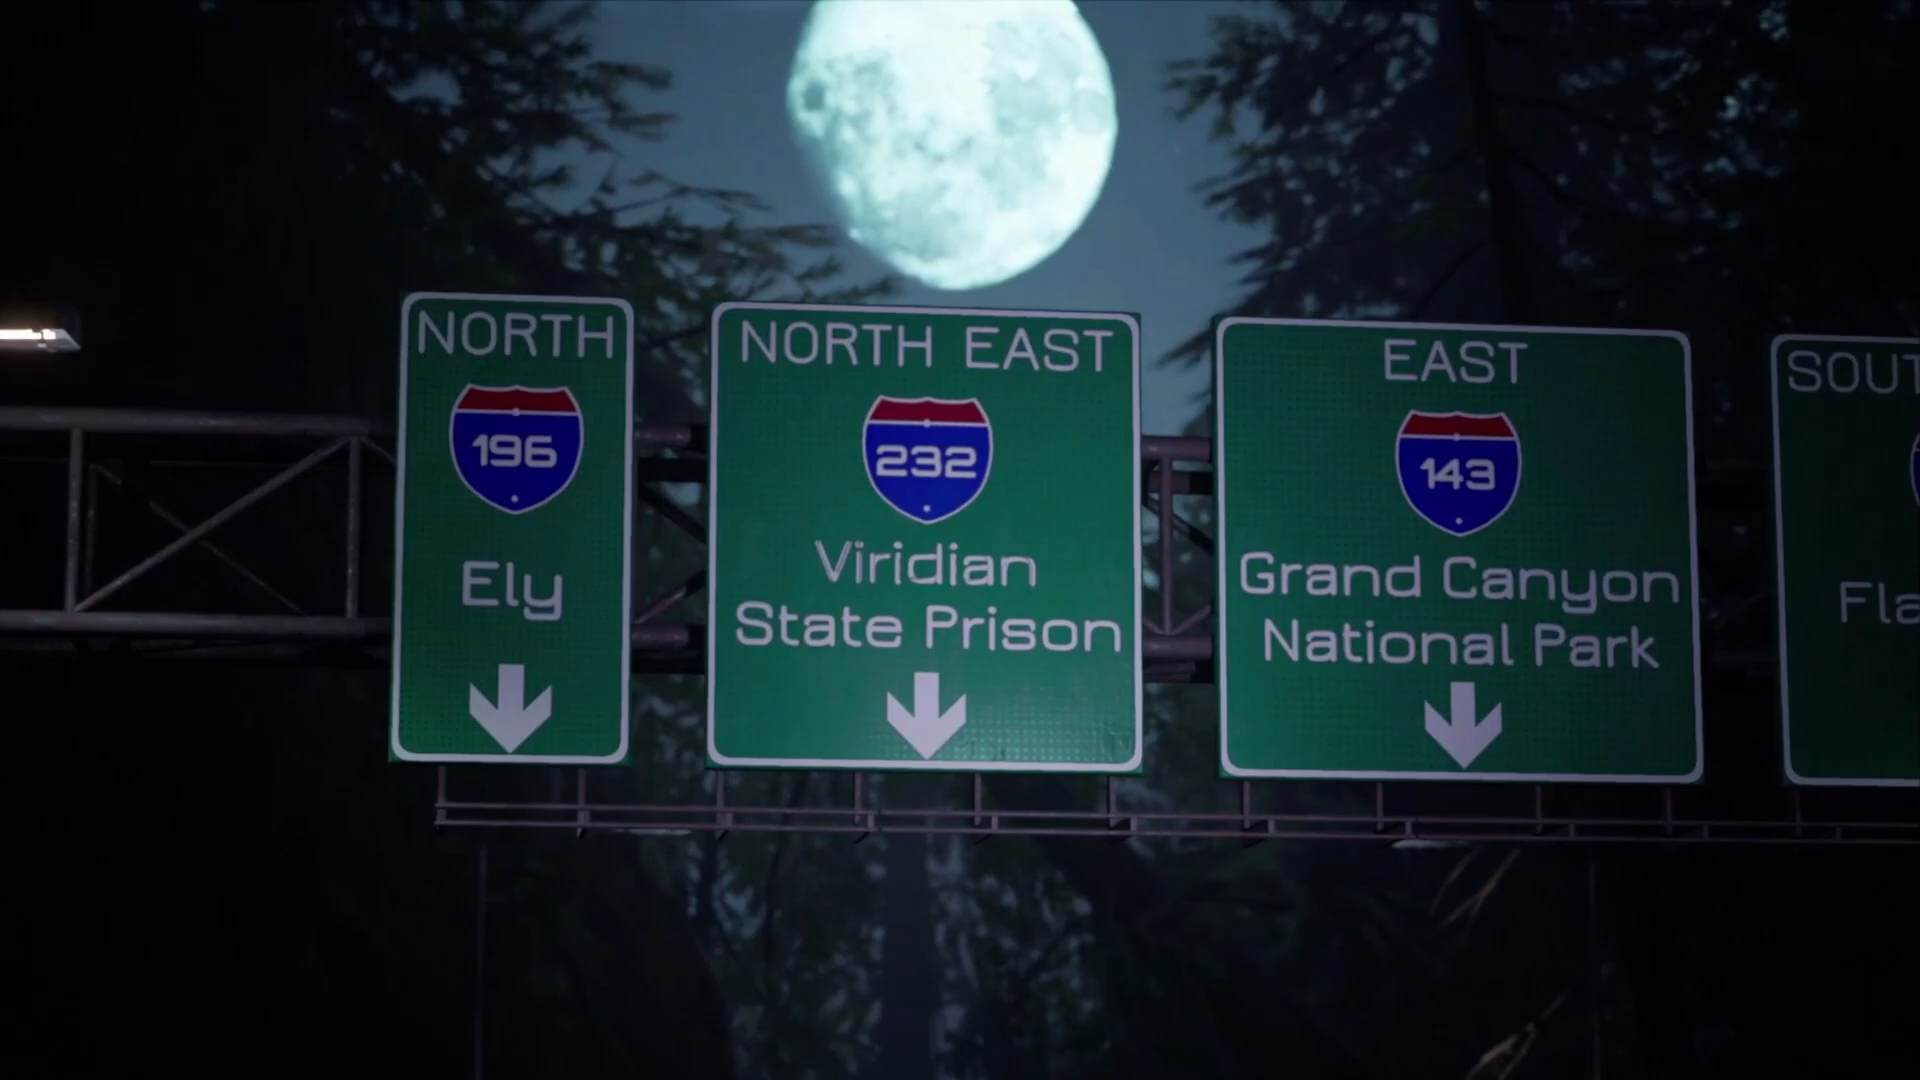 NORTH
196
Ely
NORTH EAST
232
Viridian
State Prison
EAST
143
Grand Canyon
National Park